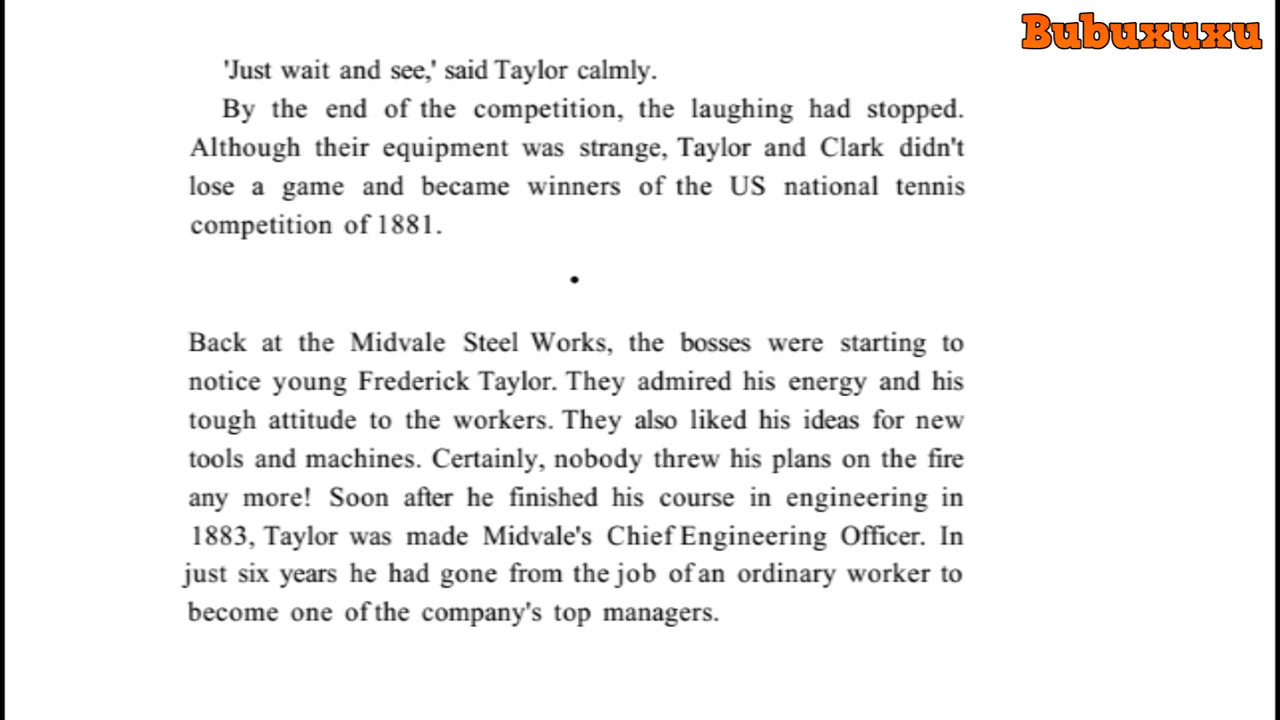 Bubuxuxu
'Just wait and see,' said Taylor calmly.
By the end of the competition, the laughing had stopped.
Although their equipment was strange, Taylor and Clark didn't
lose a game and became winners of the US national tennis
competition of 1881.
•
Back at the Midvale Steel Works, the bosses were starting to
notice young Frederick Taylor. They admired his energy and his
tough attitude to the workers. They also liked his ideas for new
tools and machines. Certainly, nobody threw his plans on the fire
any more! Soon after he finished his course in engineering in
1883, Taylor was made Midvale's Chief Engineering Officer. In
just six years he had gone from the job of an ordinary worker to
become one of the company's top managers.